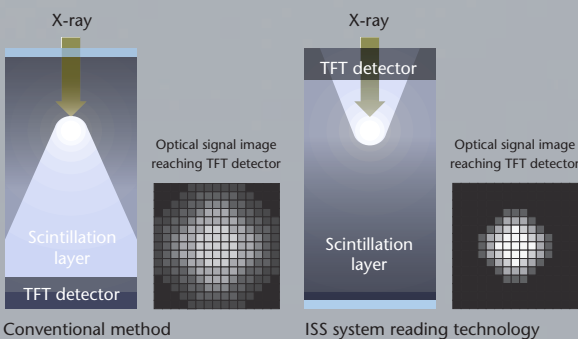 X-ray
Optical signal image
reaching TFT detector
Scintillation
layer
TFT detector
Conventional method
X-ray
TFT detector
Optical signal image
reaching TFT detector
Scintillation
layer
ISS system reading technology